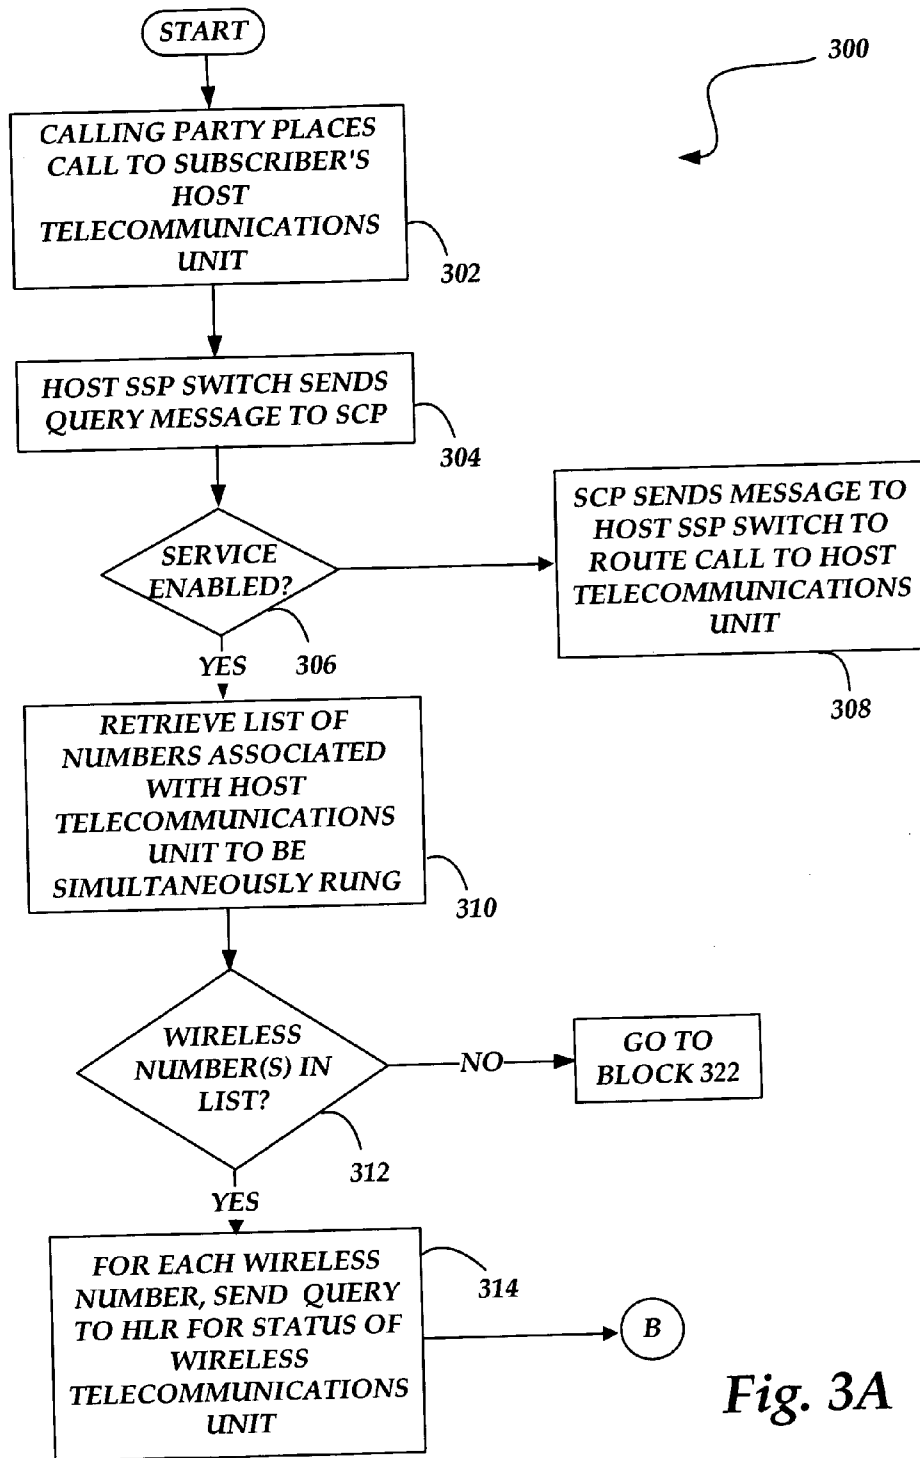 START
300
CALLING PARTY PLACES
CALL TO SUBSCRIBER'S
HOST
TELECOMMUNICATIONS
UNIT
302
HOST SSP SWITCH SENDS
QUERY MESSAGE TO SCP
304
SERVICE
ENABLED?
306
SCP SENDS MESSAGE TO
HOST SSP SWITCH TO
ROUTE CALL TO HOST
TELECOMMUNICATIONS
UNIT
308
YES
RETRIEVE LIST OF
NUMBERS ASSOCIATED
WITH HOST
TELECOMMUNICATIONS
UNIT TO BE
SIMULTANEOUSLY RUNG
310
WIRELESS
NUMBER(S) IN
LIST?
312
NO
GO TO
BLOCK 322
YES
FOR EACH WIRELESS
NUMBER, SEND QUERY
TO HLR FOR STATUS OF
WIRELESS
TELECOMMUNICATIONS
UNIT
314
B
Fig. 3A